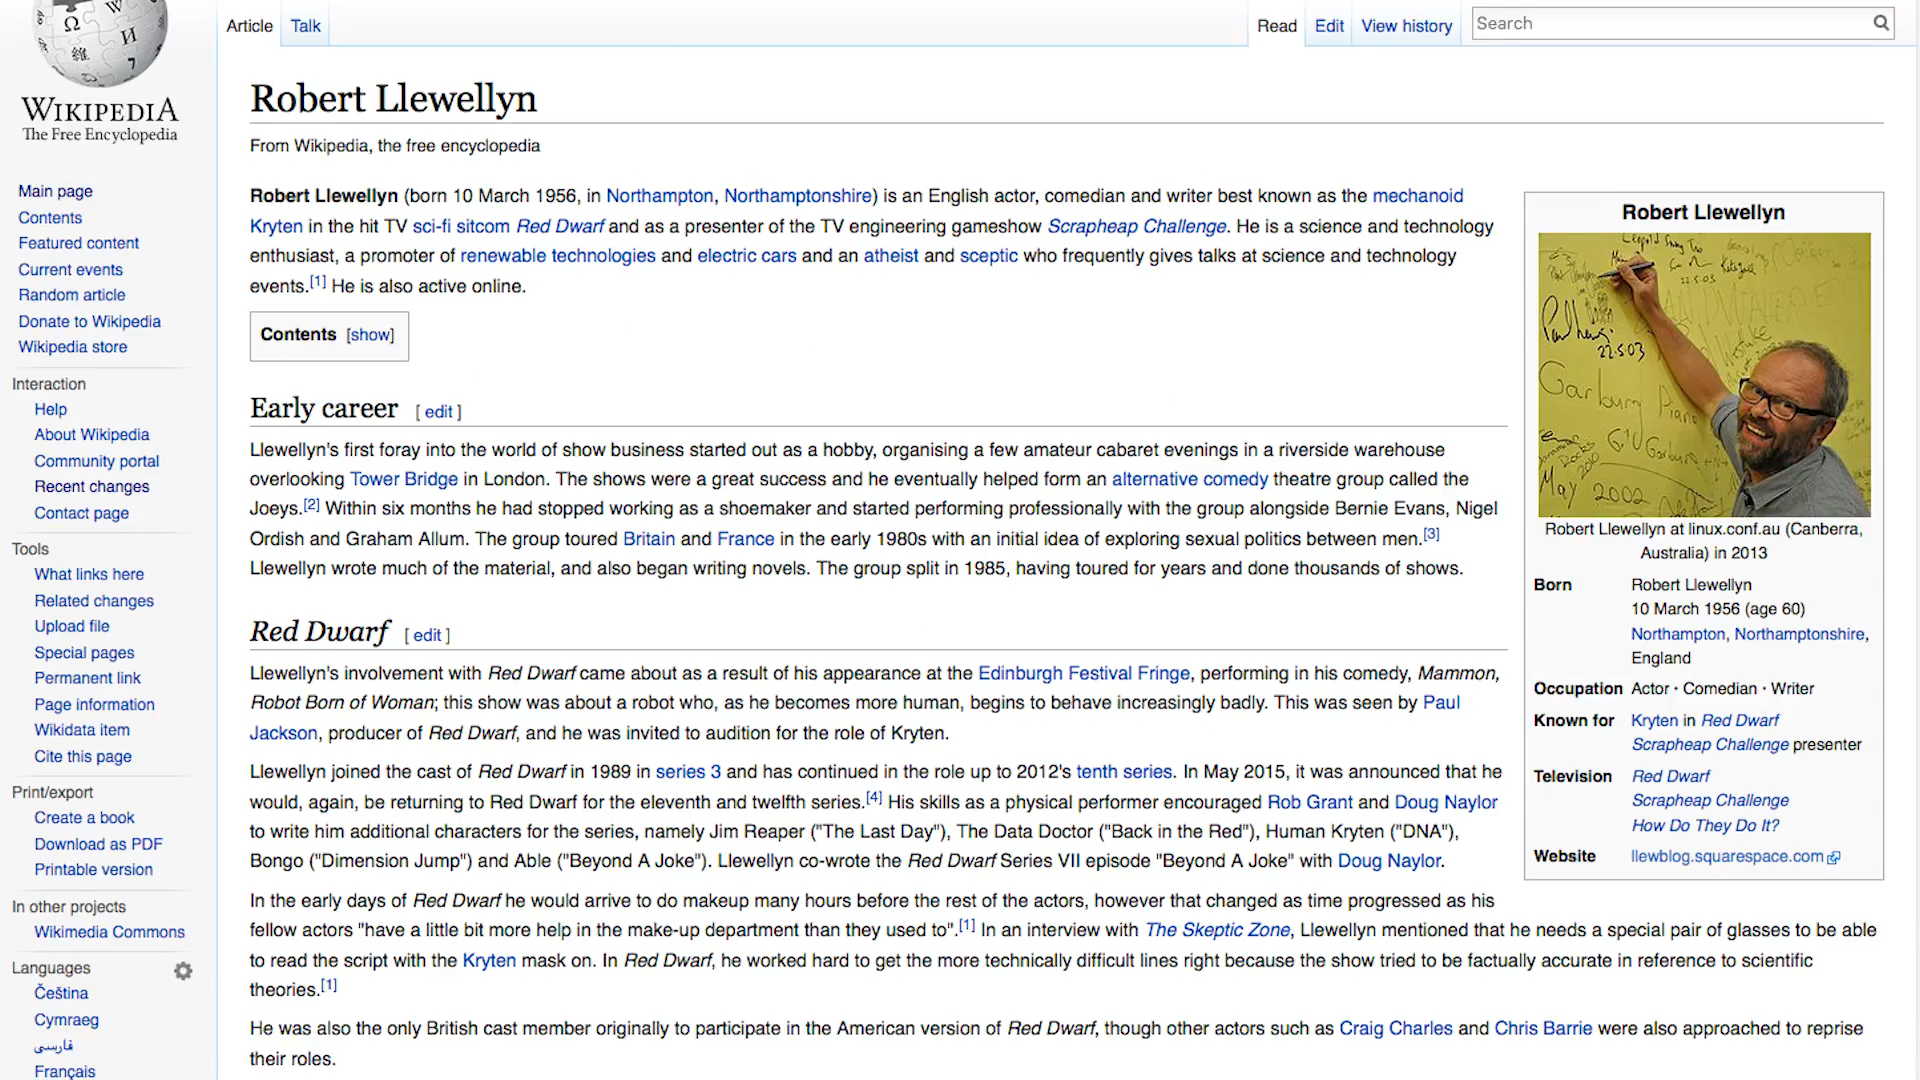 WIKIPEDIA
The Free Encyclopedia
Main page
Contents
Featured content
Current events
Random article
Donate to Wikipedia
Wikipedia store
Interaction
Help
About Wikipedia
Community portal
Recent changes
Contact page
Tools
What links here
Related changes
Upload file
Special pages
Permanent link
Page information
Wikidata item
Cite this page
Print/export
Create a book
Download as PDF
Printable version
In other projects
Wikimedia Commons
Languages
Čeština
Cymraeg
فارسی
Français
Article Talk
Read Edit View history Search
Robert Llewellyn
From Wikipedia, the free encyclopedia
Robert Llewellyn (born 10 March 1956, in Northampton, Northamptonshire) is an English actor, comedian and writer best known as the mechanoid
Kryten in the hit TV sci-fi sitcom Red Dwarf and as a presenter of the TV engineering gameshow Scrapheap Challenge. He is a science and technology
enthusiast, a promoter of renewable technologies and electric cars and an atheist and sceptic who frequently gives talks at science and technology
events.[1] He is also active online.
Contents [show]
Early career [ edit ]
Llewellyn's first foray into the world of show business started out as a hobby, organising a few amateur cabaret evenings in a riverside warehouse
overlooking Tower Bridge in London. The shows were a great success and he eventually helped form an alternative comedy theatre group called the
Joeys.[2] Within six months he had stopped working as a shoemaker and started performing professionally with the group alongside Bernie Evans, Nigel
Ordish and Graham Allum. The group toured Britain and France in the early 1980s with an initial idea of exploring sexual politics between men.[3]
Llewellyn wrote much of the material, and also began writing novels. The group split in 1985, having toured for years and done thousands of shows.
Red Dwarf [ edit ]
Llewellyn's involvement with Red Dwarf came about as a result of his appearance at the Edinburgh Festival Fringe, performing in his comedy, Mammon,
Robot Born of Woman; this show was about a robot who, as he becomes more human, begins to behave increasingly badly. This was seen by Paul
Jackson, producer of Red Dwarf, and he was invited to audition for the role of Kryten.
Llewellyn joined the cast of Red Dwarf in 1989 in series 3 and has continued in the role up to 2012's tenth series. In May 2015, it was announced that he
would, again, be returning to Red Dwarf for the eleventh and twelfth series.[4] His skills as a physical performer encouraged Rob Grant and Doug Naylor
to write him additional characters for the series, namely Jim Reaper ("The Last Day"), The Data Doctor ("Back in the Red"), Human Kryten ("DNA"),
Bongo ("Dimension Jump") and Able ("Beyond A Joke"). Llewellyn co-wrote the Red Dwarf Series VII episode "Beyond A Joke" with Doug Naylor.
In the early days of Red Dwarf he would arrive to do makeup many hours before the rest of the actors, however that changed as time progressed as his
fellow actors "have a little bit more help in the make-up department than they used to".[1] In an interview with The Skeptic Zone, Llewellyn mentioned that he needs a special pair of glasses to be able
to read the script with the Kryten mask on. In Red Dwarf, he worked hard to get the more technically difficult lines right because the show tried to be factually accurate in reference to scientific
theories.[1]
He was also the only British cast member originally to participate in the American version of Red Dwarf, though other actors such as Craig Charles and Chris Barrie were also approached to reprise
their roles.
Robert Llewellyn
22.5.03
22.5.03
May 2002
Robert Llewellyn at linux.conf.au (Canberra,
Australia) in 2013
Born Robert Llewellyn
10 March 1956 (age 60)
Northampton, Northamptonshire,
England
Occupation Actor · Comedian · Writer
Known for Kryten in Red Dwarf
Scrapheap Challenge presenter
Television Red Dwarf
Scrapheap Challenge
How Do They Do It?
Website llewblog.squarespace.com